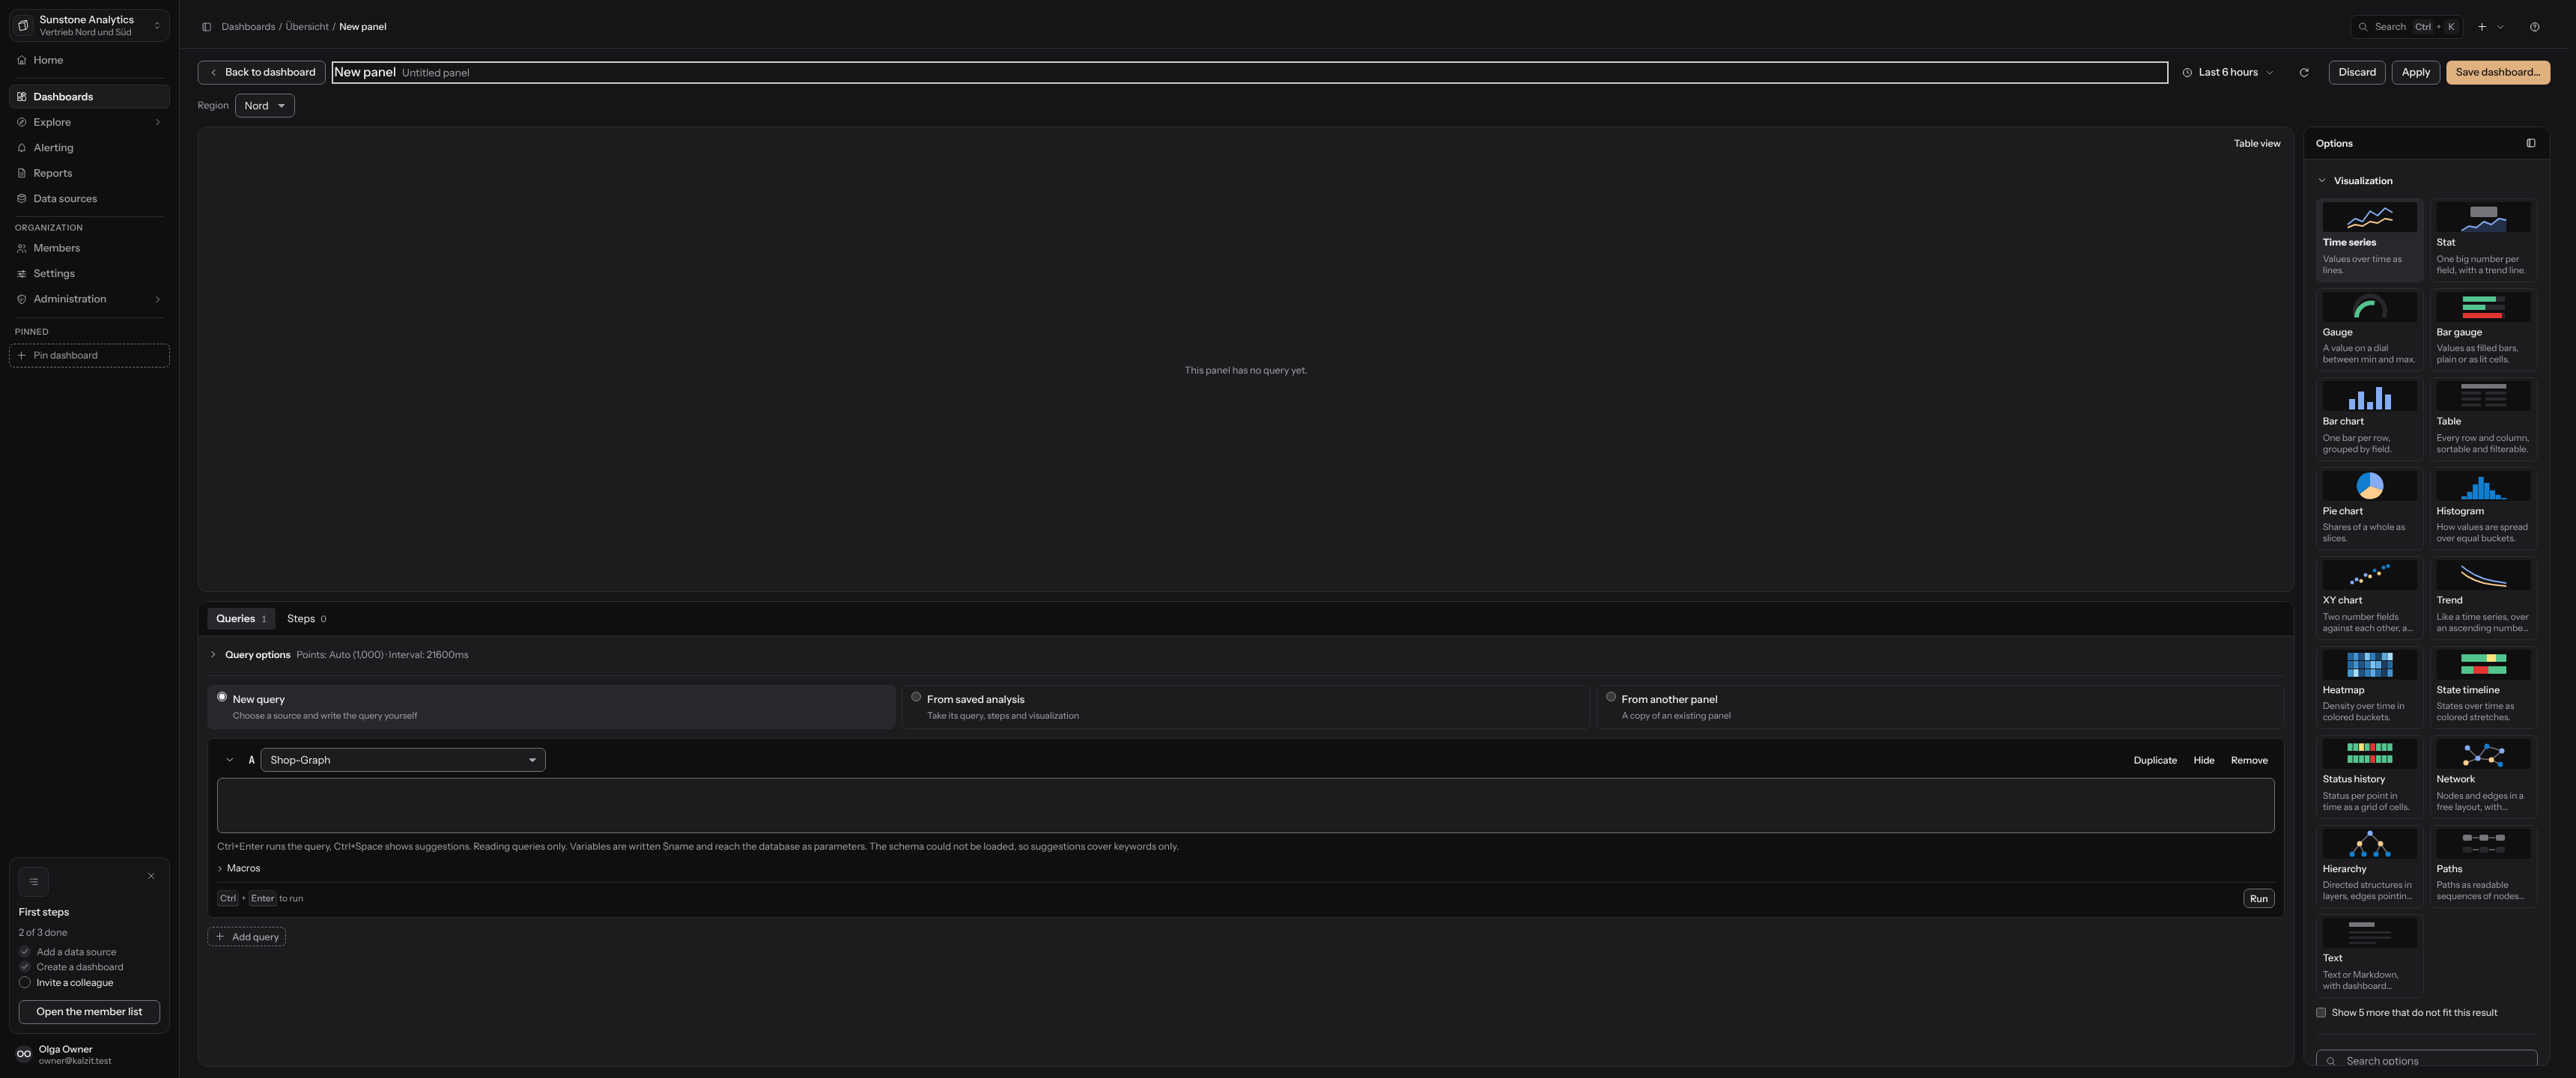 Sunstone Analytics
Vertrieb Nord und Süd
Home
Dashboards
Explore
Alerting
Reports
Data sources
ORGANIZATION
Members
Settings
Administration
PINNED
Pin dashboard
First steps
2 of 3 done
Add a data source
Create a dashboard
Invite a colleague
Open the member list
OO
Olga Owner
owner@kalzit.test
Dashboards / Übersicht / New panel
Search Ctrl + K
Back to dashboard
New panel Untitled panel
Last 6 hours
Discard
Apply
Save dashboard...
Region Nord
Table view
This panel has no query yet.
Queries 1
Steps 0
Query options Points: Auto (1,000) · Interval: 21600ms
New query
Choose a source and write the query yourself
From saved analysis
Take its query, steps and visualization
From another panel
A copy of an existing panel
A Shop-Graph
Duplicate
Hide
Remove
Ctrl+Enter runs the query, Ctrl+Space shows suggestions. Reading queries only. Variables are written $name and reach the database as parameters. The schema could not be loaded, so suggestions cover keywords only.
Macros
Ctrl + Enter to run
Run
Add query
Options
Visualization
Time series
Values over time as
lines.
Stat
One big number per
field, with a trend line.
Gauge
A value on a dial
between min and max.
Bar gauge
Values as filled bars,
plain or as lit cells.
Bar chart
One bar per row,
grouped by field.
Table
Every row and column,
sortable and filterable.
Pie chart
Shares of a whole as
slices.
Histogram
How values are spread
over equal buckets.
XY chart
Two number fields
against each other, a...
Trend
Like a time series, over
an ascending numbe...
Heatmap
Density over time in
colored buckets.
State timeline
States over time as
colored stretches.
Status history
Status per point in
time as a grid of cells.
Network
Nodes and edges in a
free layout, with...
Hierarchy
Directed structures in
layers, edges pointin...
Paths
Paths as readable
sequences of nodes...
Text
Text or Markdown,
with dashboard...
Show 5 more that do not fit this result
Search options